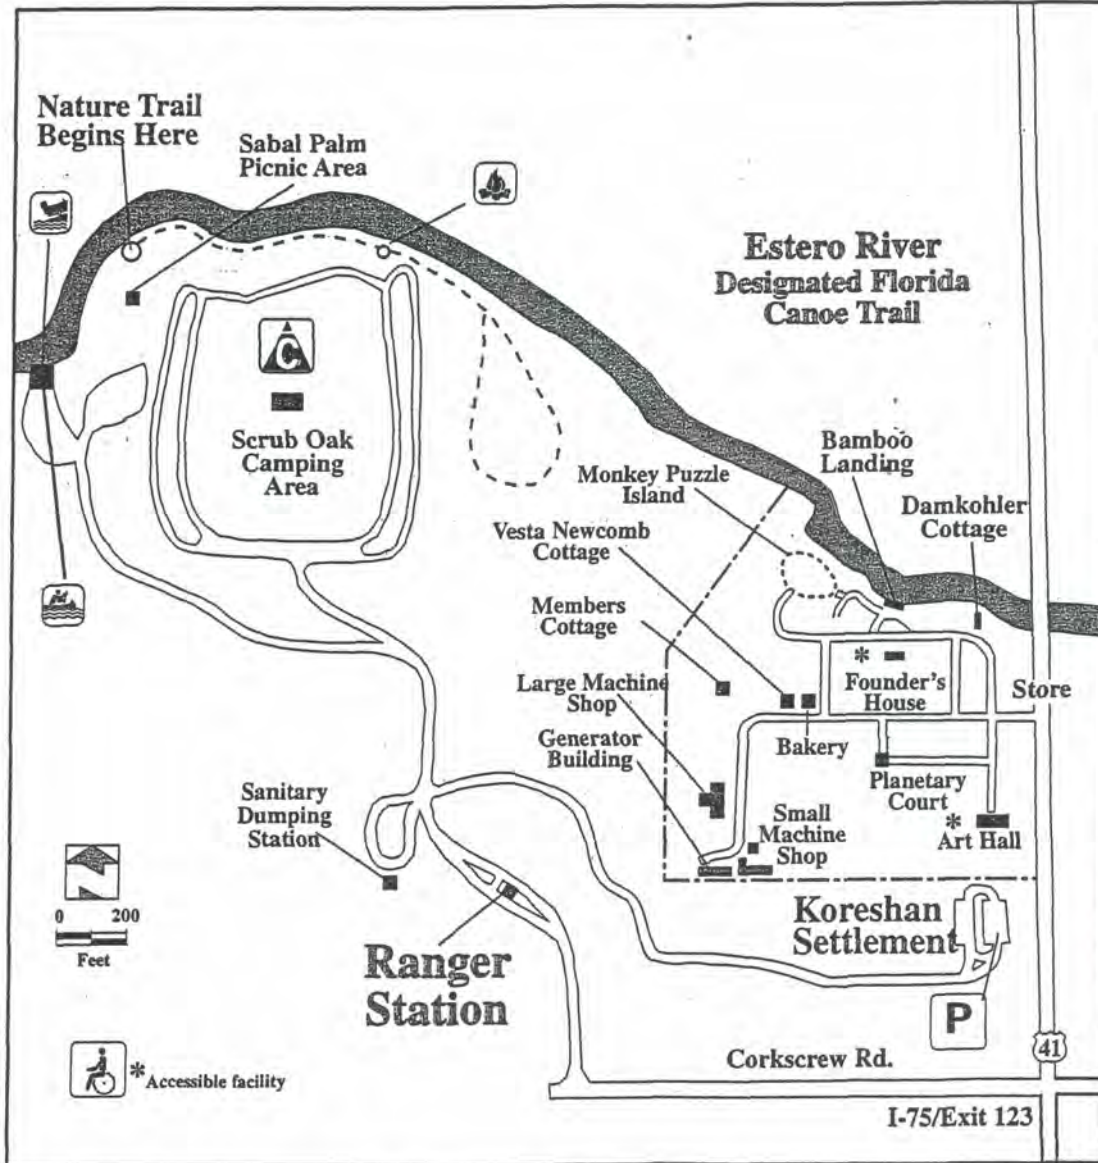 Nature Trail
Begins Here
Sabal Palm
Picnic Area
Estero River
Designated Florida
Canoe Trail
C
Scrub Oak
Camping
Area
Bamboo
Landing
Monkey Puzzle
Island
Damkohler
Cottage
Vesta Newcomb
Cottage
Members
Cottage
Large Machine
Shop
*
Founder's
House
Store
Generator
Building
Bakery
Planetary
Court
Sanitary
Dumping
Station
Small
Machine
Shop
*
Art Hall
0 200
Feet
Koreshan
Settlement
Ranger
Station
P
41
Corkscrew Rd.
*Accessible facility
I-75/Exit 123